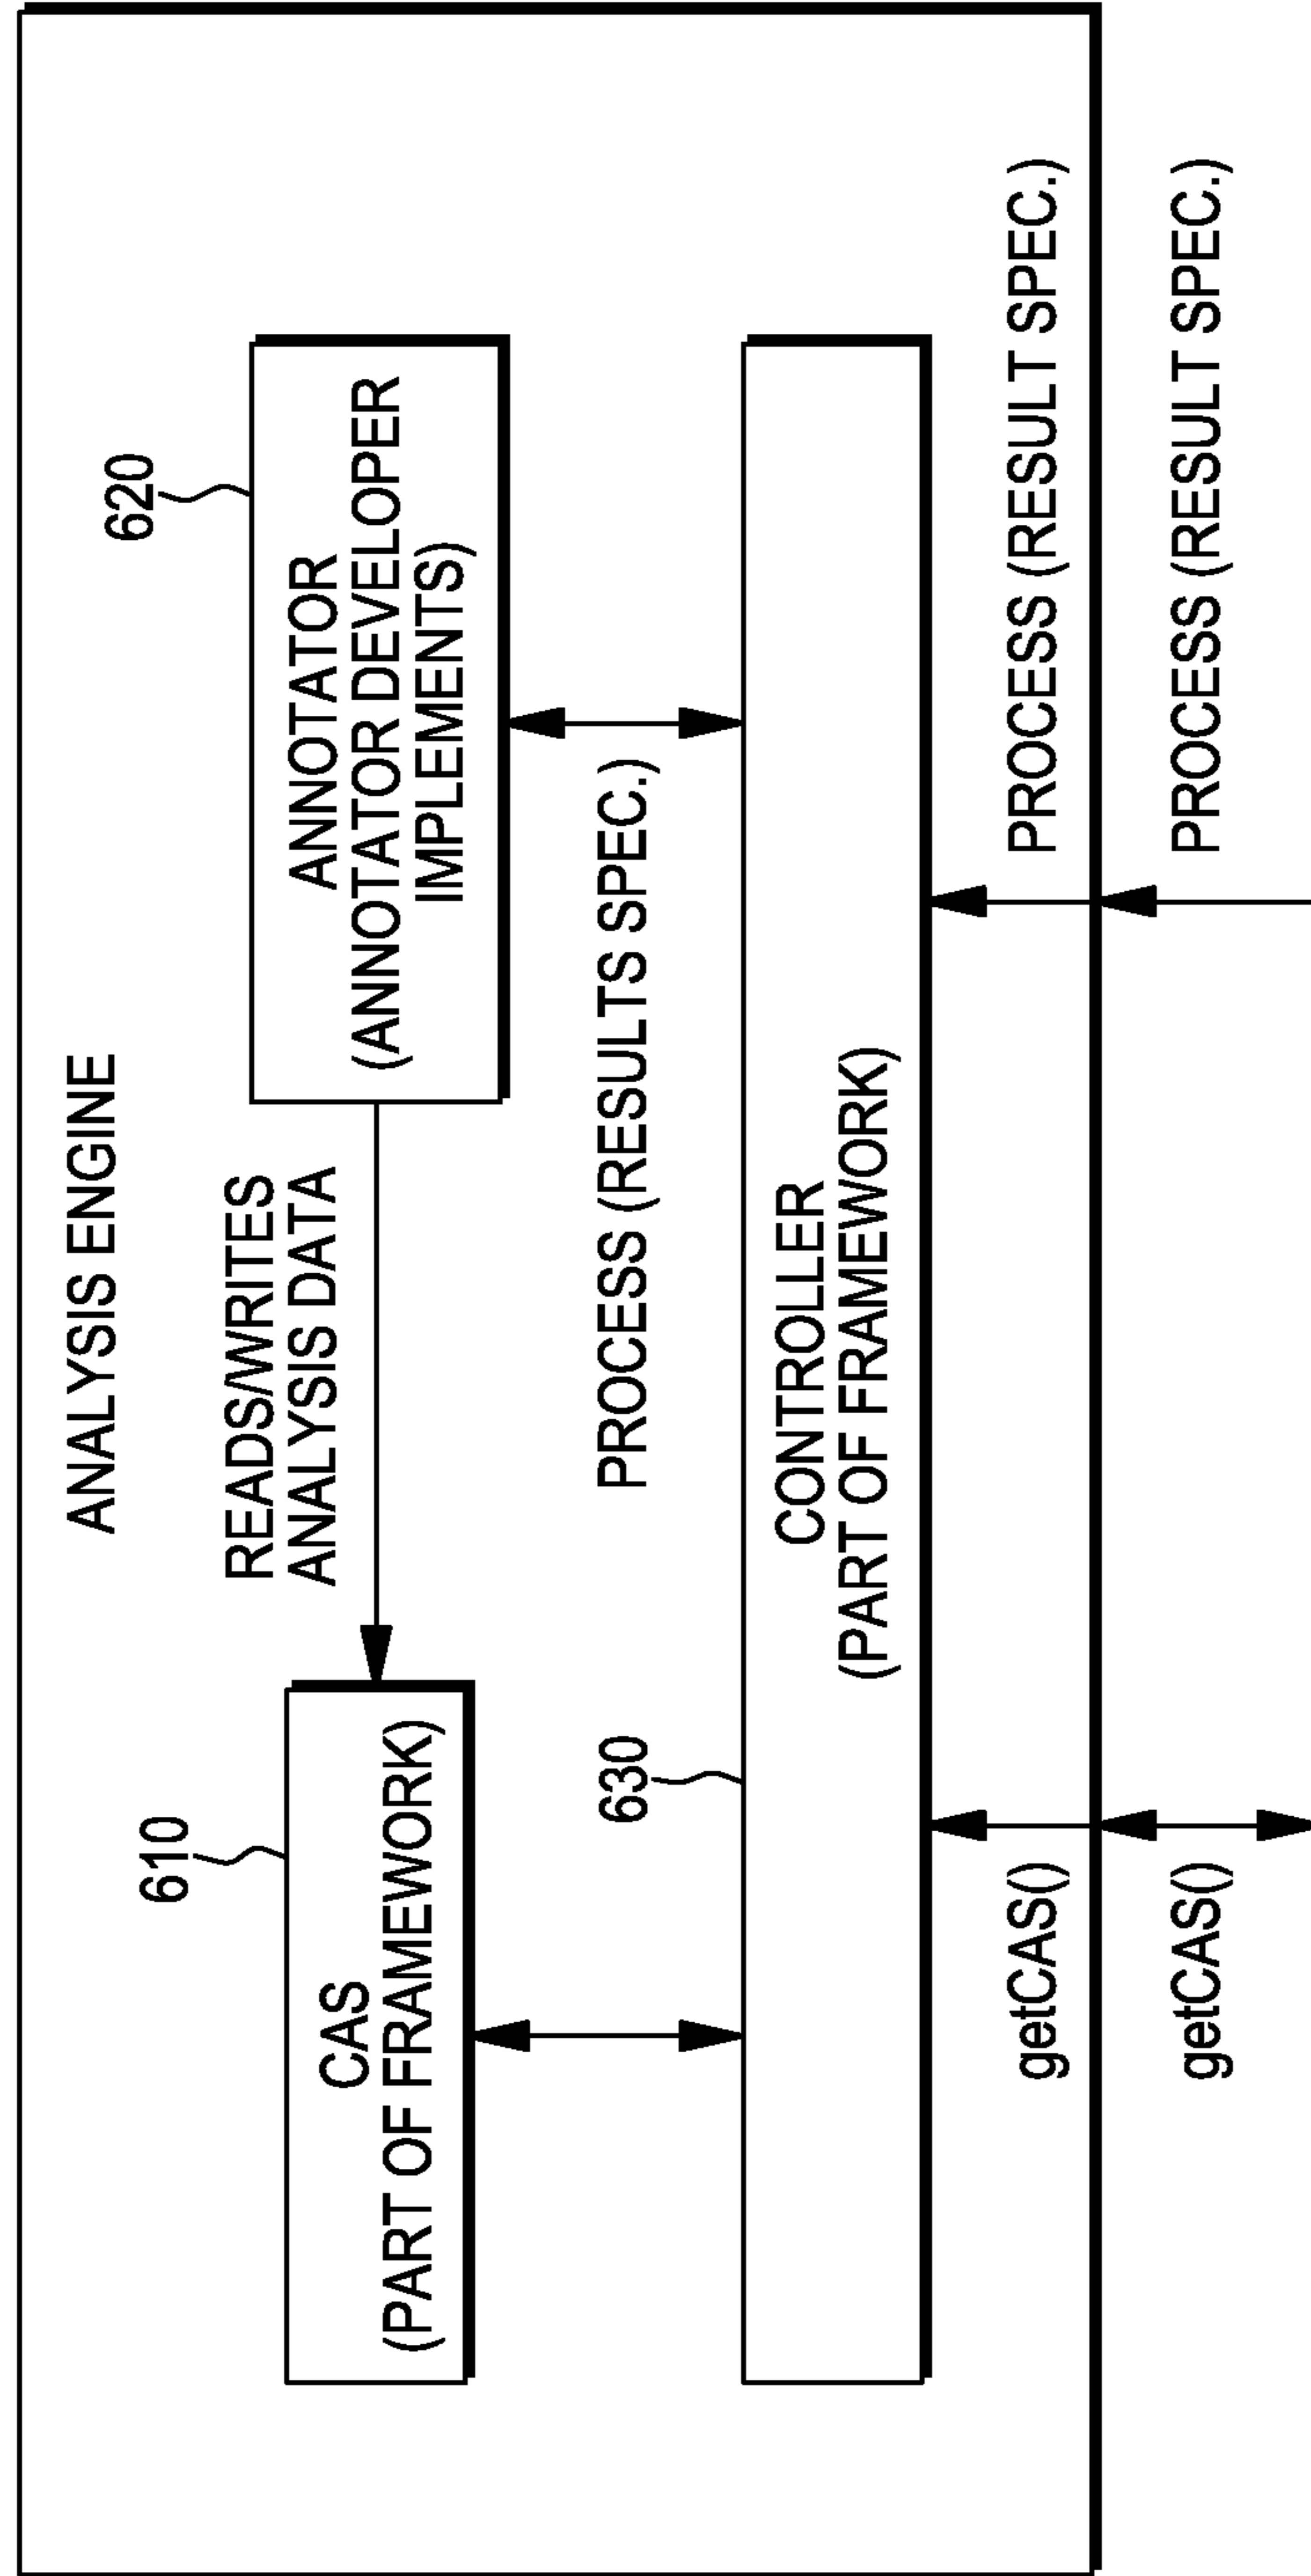 ANALYSIS ENGINE
610
CAS
(PART OF FRAMEWORK)
READS/WRITES
ANALYSIS DATA
620
ANNOTATOR
(ANNOTATOR DEVELOPER
IMPLEMENTS)
630
PROCESS (RESULTS SPEC.)
CONTROLLER
(PART OF FRAMEWORK)
getCAS()
PROCESS (RESULT SPEC.)
getCAS()
PROCESS (RESULT SPEC.)